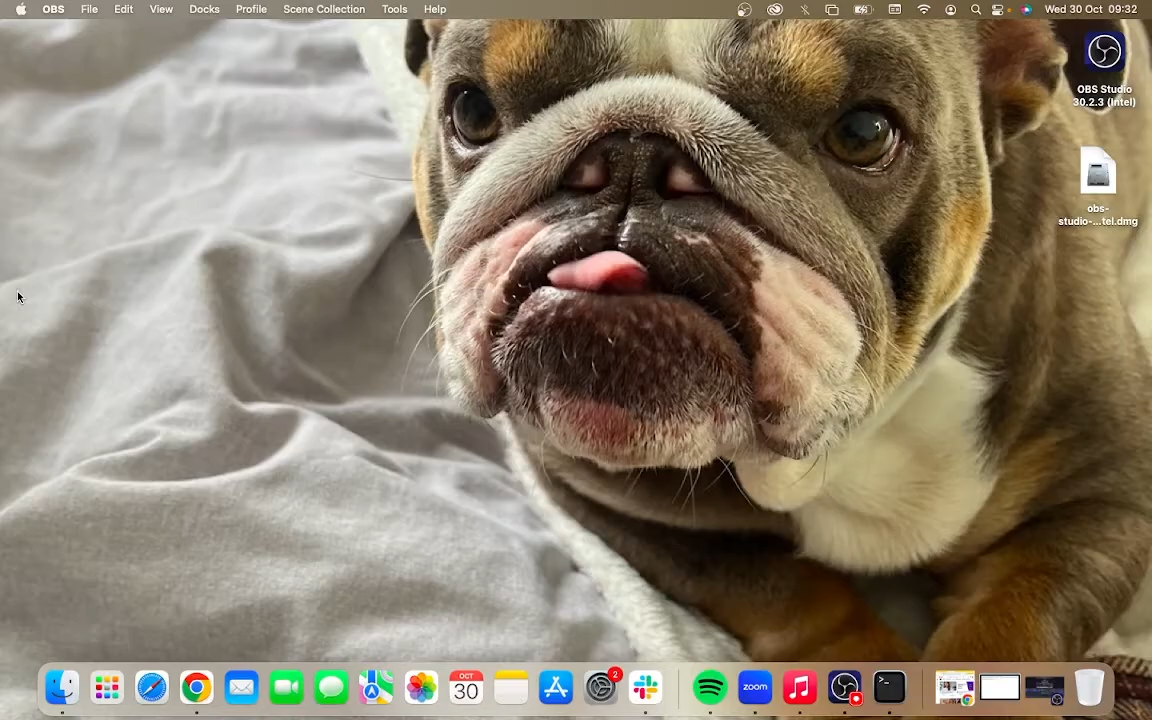 OBS File Edit View Docks Profile Scene Collection Tools Help Wed 30 Oct 09:32
OBS Studio
30.2.3 (Intel)
obs-
studio-...tel.dmg
2
OCT
30
zoom
>_